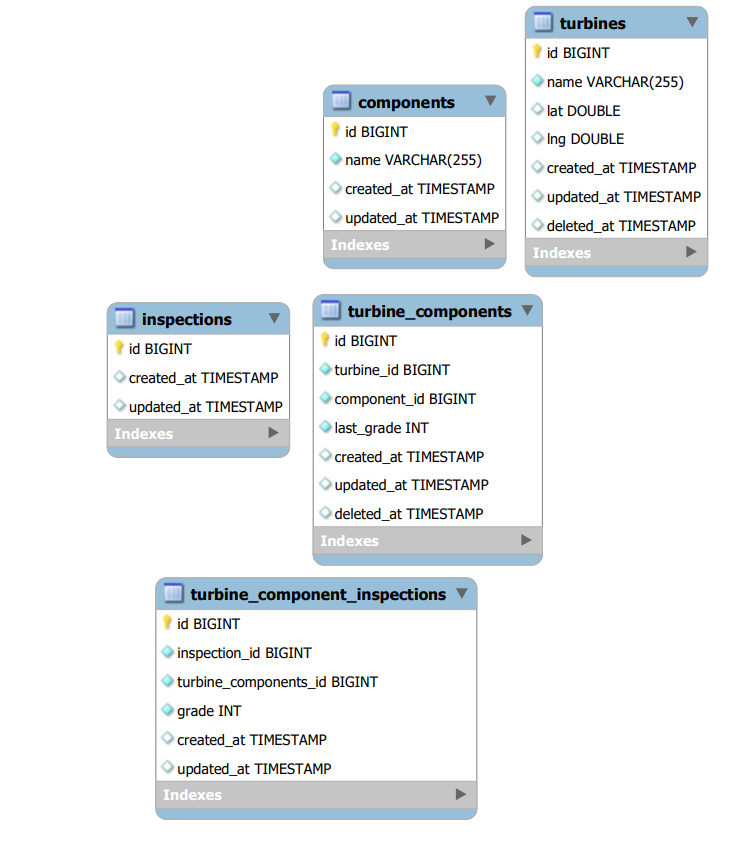 turbines
id BIGINT
name VARCHAR(255)
lat DOUBLE
lng DOUBLE
created_at TIMESTAMP
updated_at TIMESTAMP
deleted_at TIMESTAMP
Indexes
components
id BIGINT
name VARCHAR(255)
created_at TIMESTAMP
updated_at TIMESTAMP
Indexes
inspections
id BIGINT
created_at TIMESTAMP
updated_at TIMESTAMP
Indexes
turbine_components
id BIGINT
turbine_id BIGINT
component_id BIGINT
last_grade INT
created_at TIMESTAMP
updated_at TIMESTAMP
deleted_at TIMESTAMP
Indexes
turbine_component_inspections
id BIGINT
inspection_id BIGINT
turbine_components_id BIGINT
grade INT
created_at TIMESTAMP
updated_at TIMESTAMP
Indexes